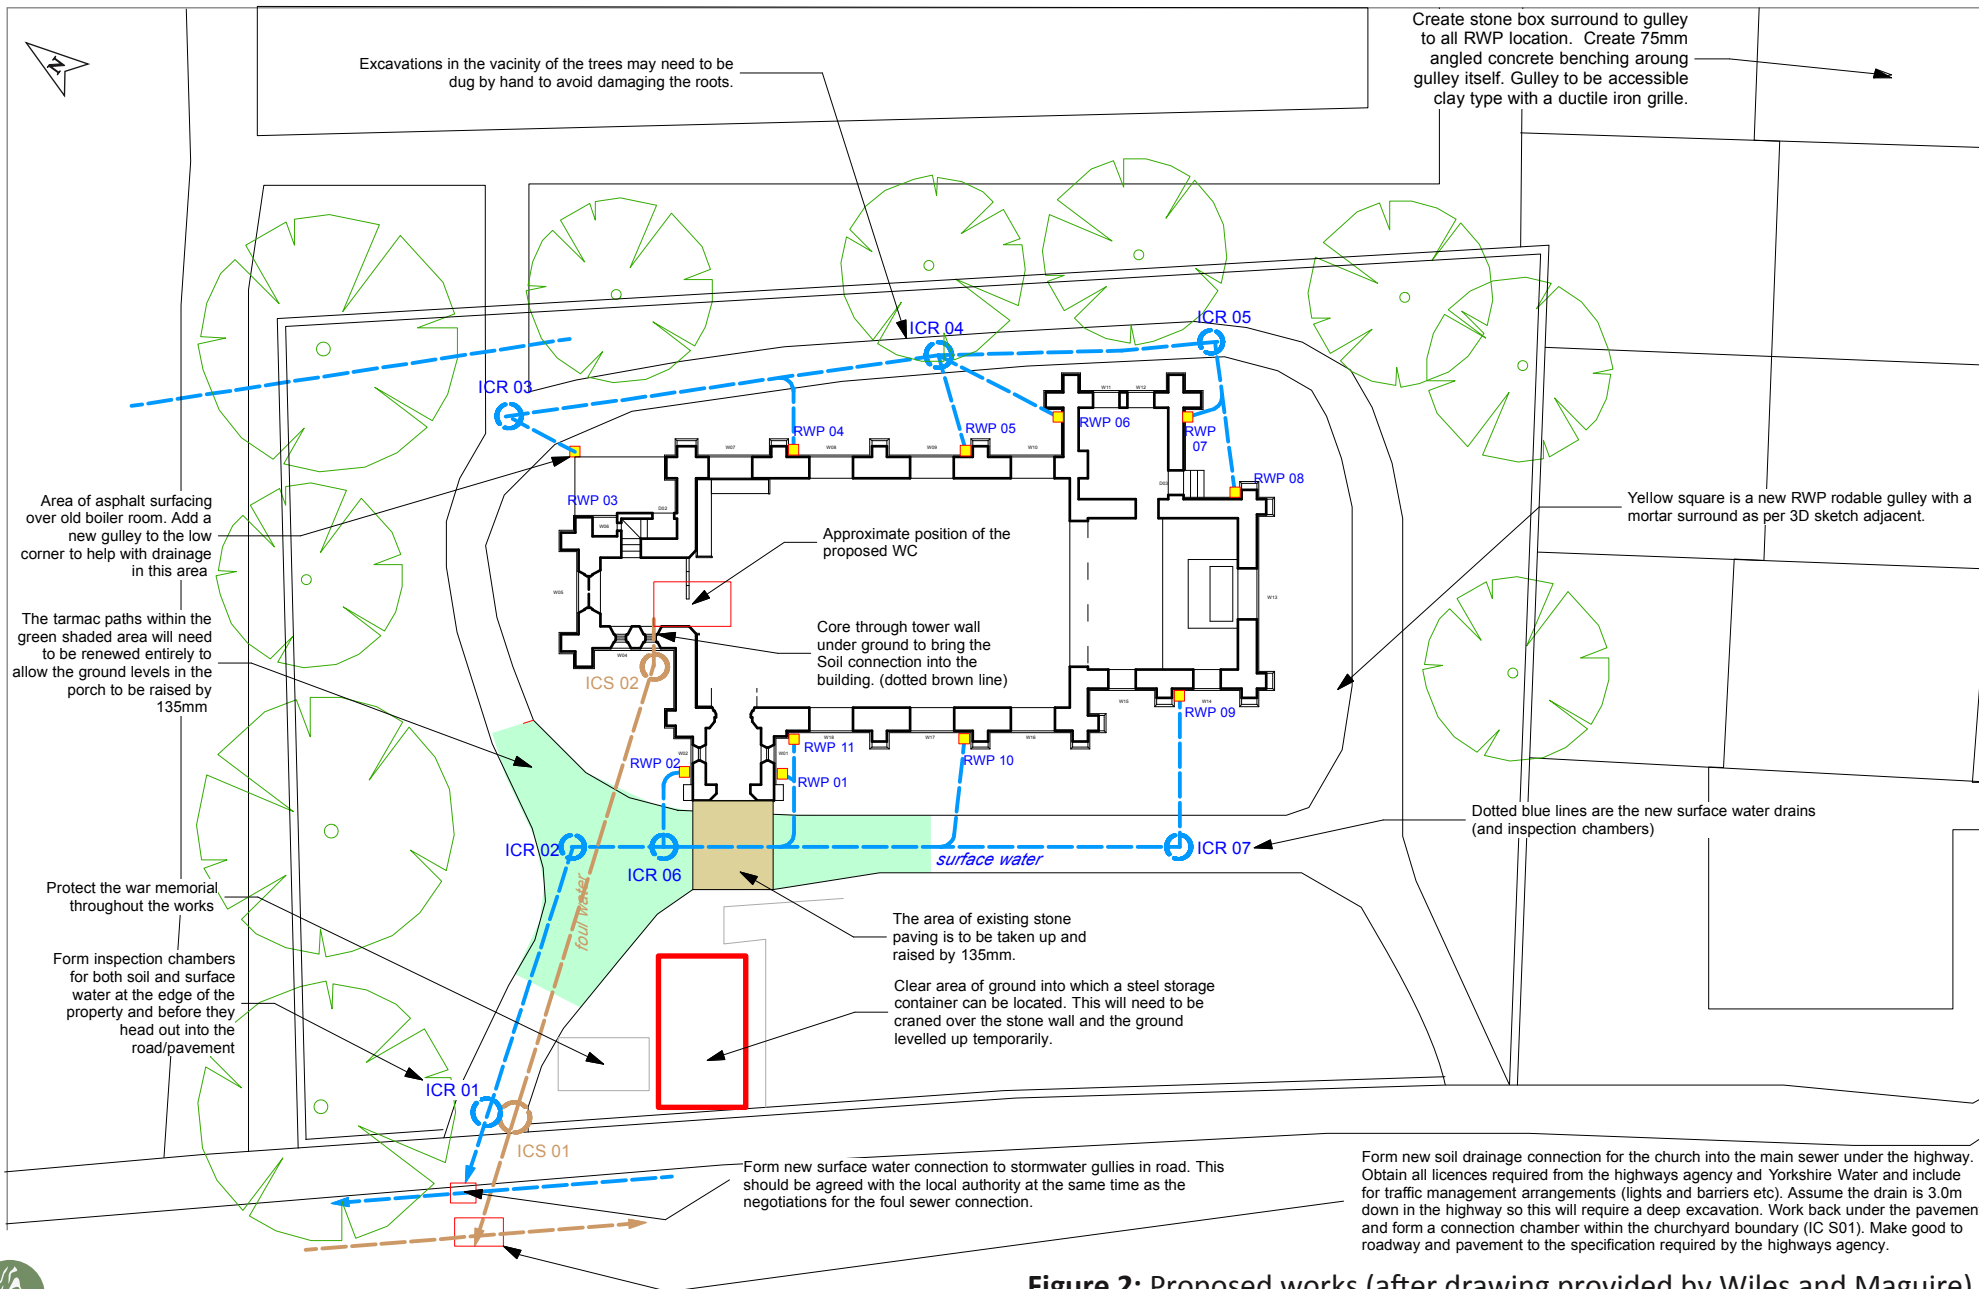 N
Excavations in the vacinity of the trees may need to be
dug by hand to avoid damaging the roots.
Create stone box surround to gulley
to all RWP location. Create 75mm
angled concrete benching aroung
gulley itself. Gulley to be accessible
clay type with a ductile iron grille.
ICR 03
ICR 04
ICR 05
RWP 04
RWP 05
RWP 06
RWP
07
RWP 08
RWP 03
W07
W08
W09
W10
W11
W12
D02
D03
W06
W05
W04
W13
Area of asphalt surfacing
over old boiler room. Add a
new gulley to the low
corner to help with drainage
in this area
Approximate position of the
proposed WC
Yellow square is a new RWP rodable gulley with a
mortar surround as per 3D sketch adjacent.
The tarmac paths within the
green shaded area will need
to be renewed entirely to
allow the ground levels in the
porch to be raised by
135mm
Core through tower wall
under ground to bring the
Soil connection into the
building. (dotted brown line)
ICS 02
W15
W14
RWP 09
W02
W01
W18
W17
W16
RWP 02
RWP 11
RWP 01
RWP 10
Dotted blue lines are the new surface water drains
(and inspection chambers)
ICR 02
ICR 06
surface water
ICR 07
foul water
Protect the war memorial
throughout the works
The area of existing stone
paving is to be taken up and
raised by 135mm.
Form inspection chambers
for both soil and surface
water at the edge of the
property and before they
head out into the
road/pavement
Clear area of ground into which a steel storage
container can be located. This will need to be
craned over the stone wall and the ground
levelled up temporarily.
ICR 01
ICS 01
Form new surface water connection to stormwater gullies in road. This
should be agreed with the local authority at the same time as the
negotiations for the foul sewer connection.
Form new soil drainage connection for the church into the main sewer under the highway.
Obtain all licences required from the highways agency and Yorkshire Water and include
for traffic management arrangements (lights and barriers etc). Assume the drain is 3.0m
down in the highway so this will require a deep excavation. Work back under the pavemen
and form a connection chamber within the churchyard boundary (IC S01). Make good to
roadway and pavement to the specification required by the highways agency.
Figure 2: Proposed works (after drawing provided by Wiles and Maguire)